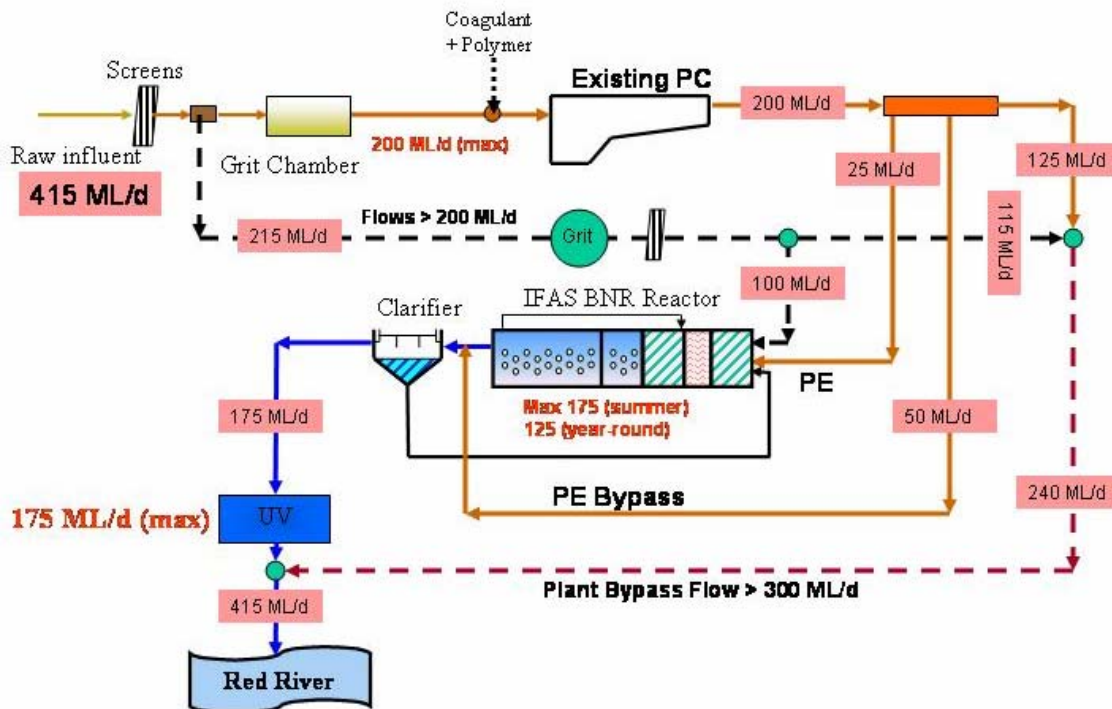 Coagulant
+ Polymer
Screens
Existing PC
200 ML/d
200 ML/d (max)
Raw influent
Grit Chamber
415 ML/d
25 ML/d
125 ML/d
Flows > 200 ML/d
215 ML/d
Grit
115 ML/d
100 ML/d
IFAS BNR Reactor
Clarifier
PE
Max 175 (summer)
125 (year-round)
175 ML/d
50 ML/d
PE Bypass
240 ML/d
175 ML/d (max)
UV
Plant Bypass Flow > 300 ML/d
415 ML/d
Red River